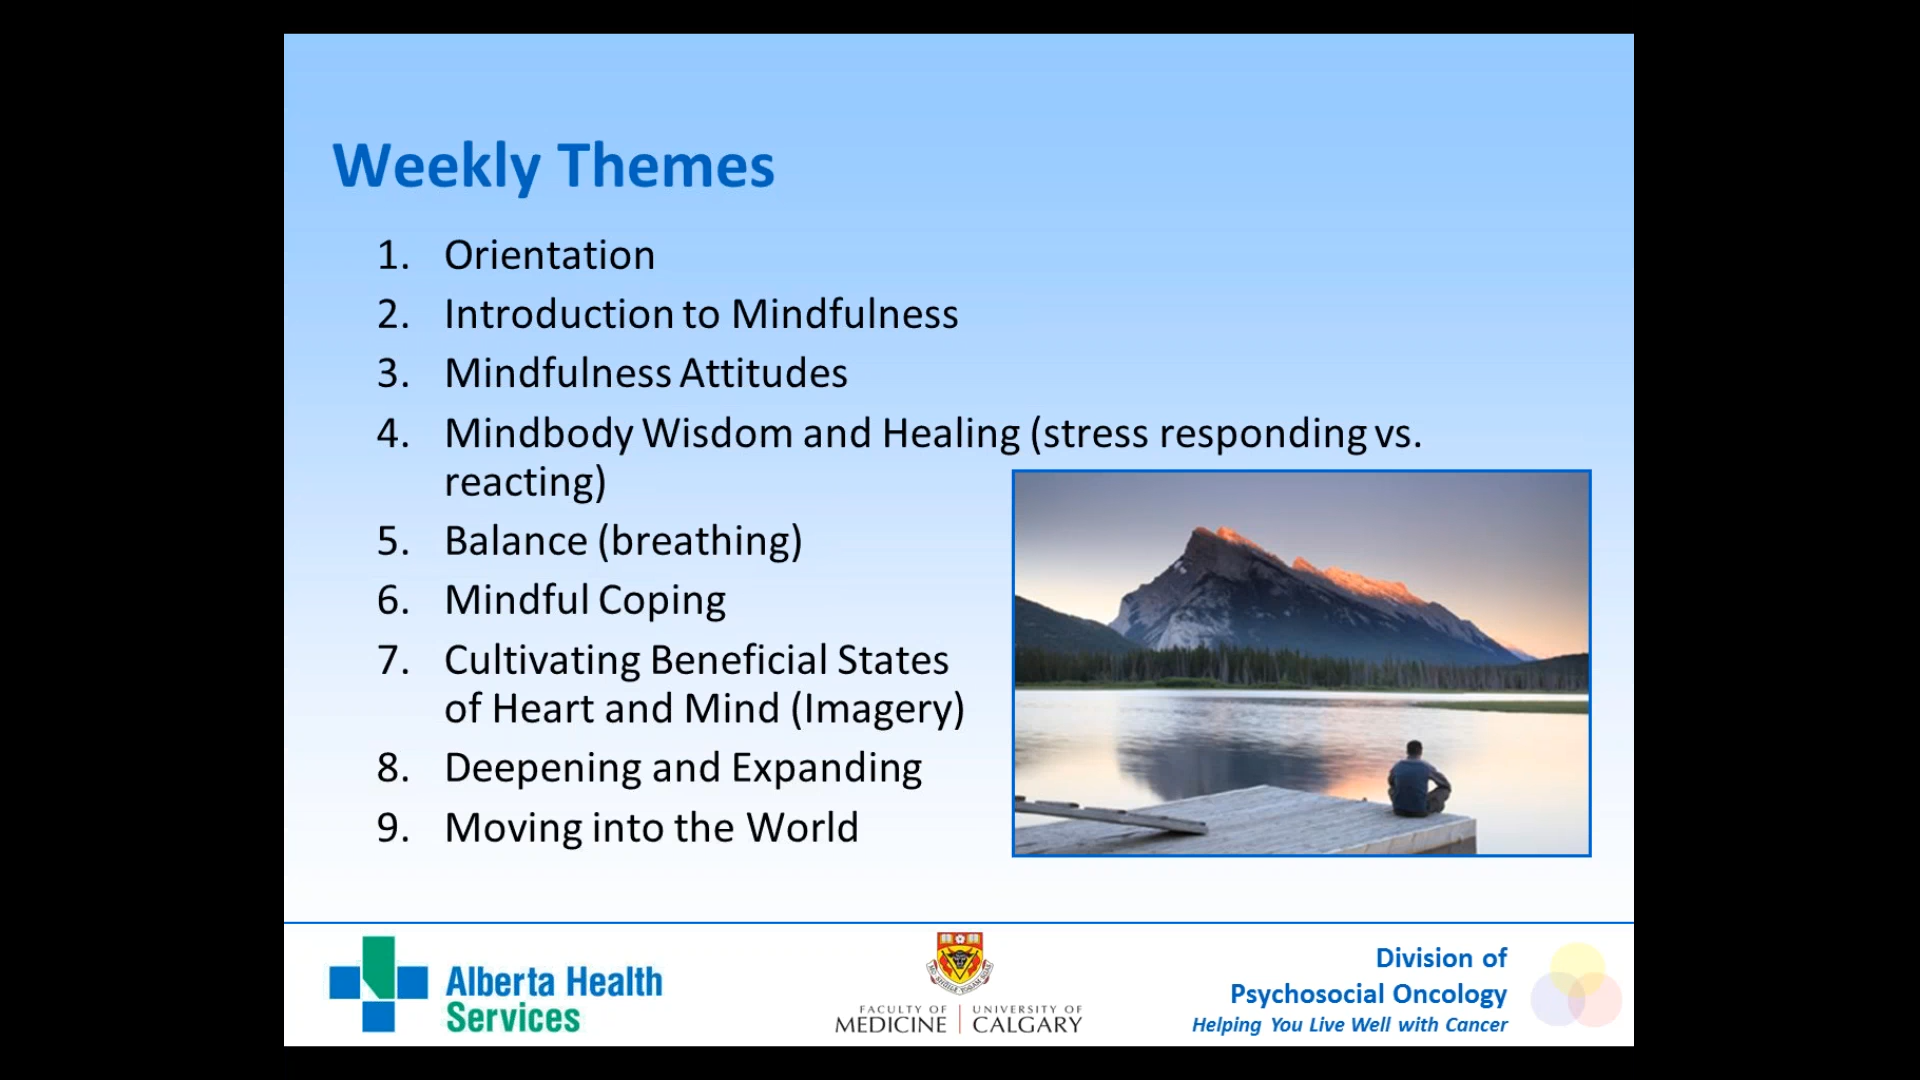 Weekly Themes
1. Orientation
2. Introduction to Mindfulness
3. Mindfulness Attitudes
4. Mindbody Wisdom and Healing (stress responding vs.
reacting)
5. Balance (breathing)
6. Mindful Coping
7. Cultivating Beneficial States
of Heart and Mind (Imagery)
8. Deepening and Expanding
9. Moving into the World
Alberta Health
Services
FACULTY OF
MEDICINE
UNIVERSITY OF
CALGARY
Division of
Psychosocial Oncology
Helping You Live Well with Cancer